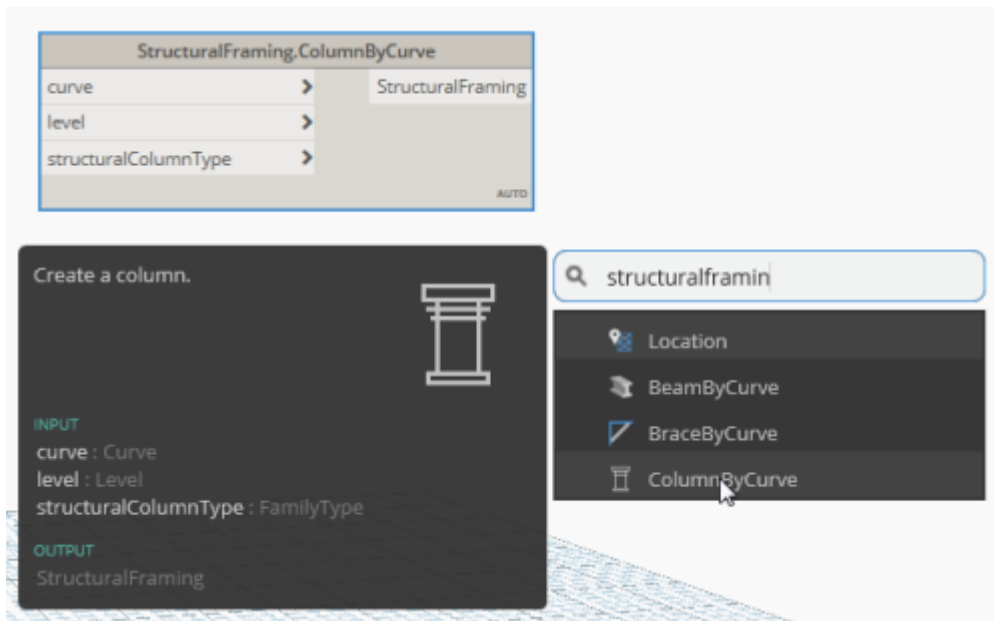 StructuralFraming.ColumnByCurve
curve > StructuralFraming
level >
structuralColumnType >
AUTO
Create a column.
INPUT
curve : Curve
level : Level
structuralColumnType : FamilyType
OUTPUT
StructuralFraming
structuralframin
Location
BeamByCurve
BraceByCurve
ColumnByCurve